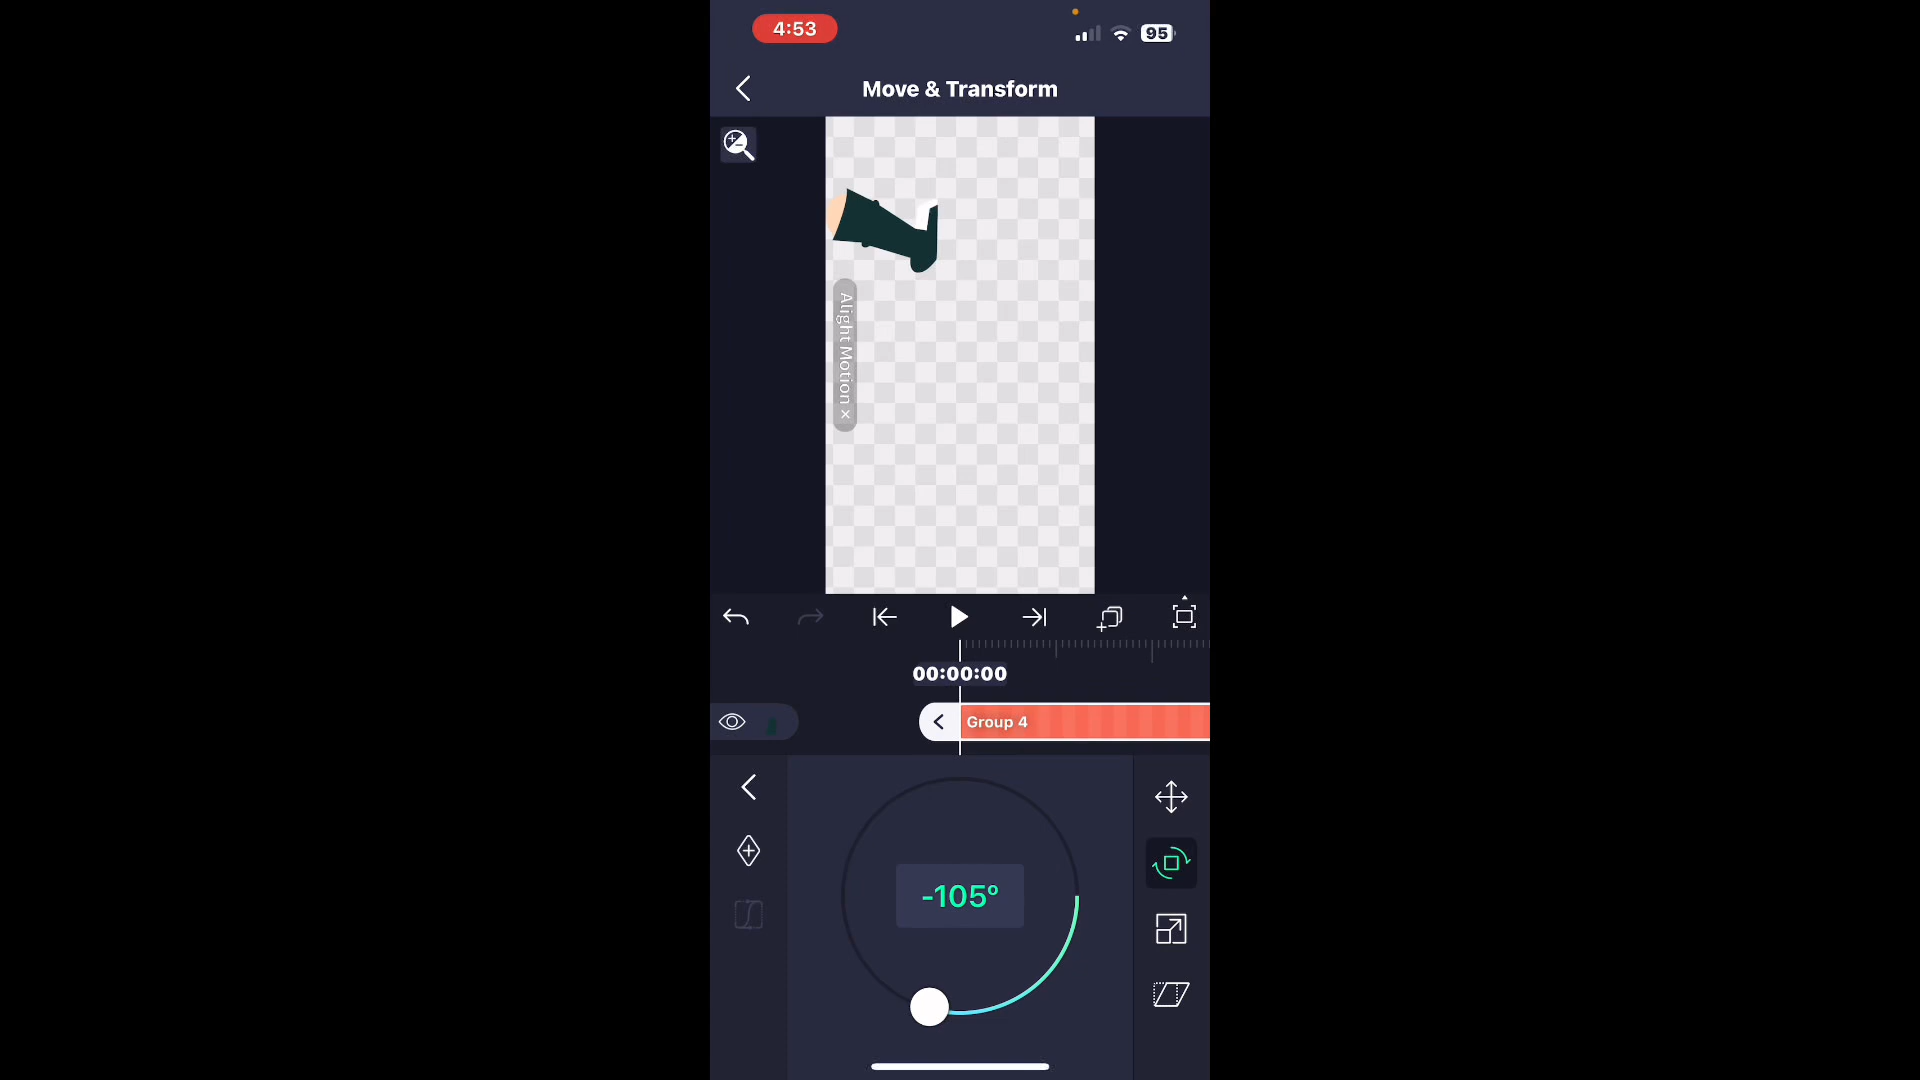 4:53
95
Move & Transform
Alight Motion ×
00:00:00
Group 4
-105°